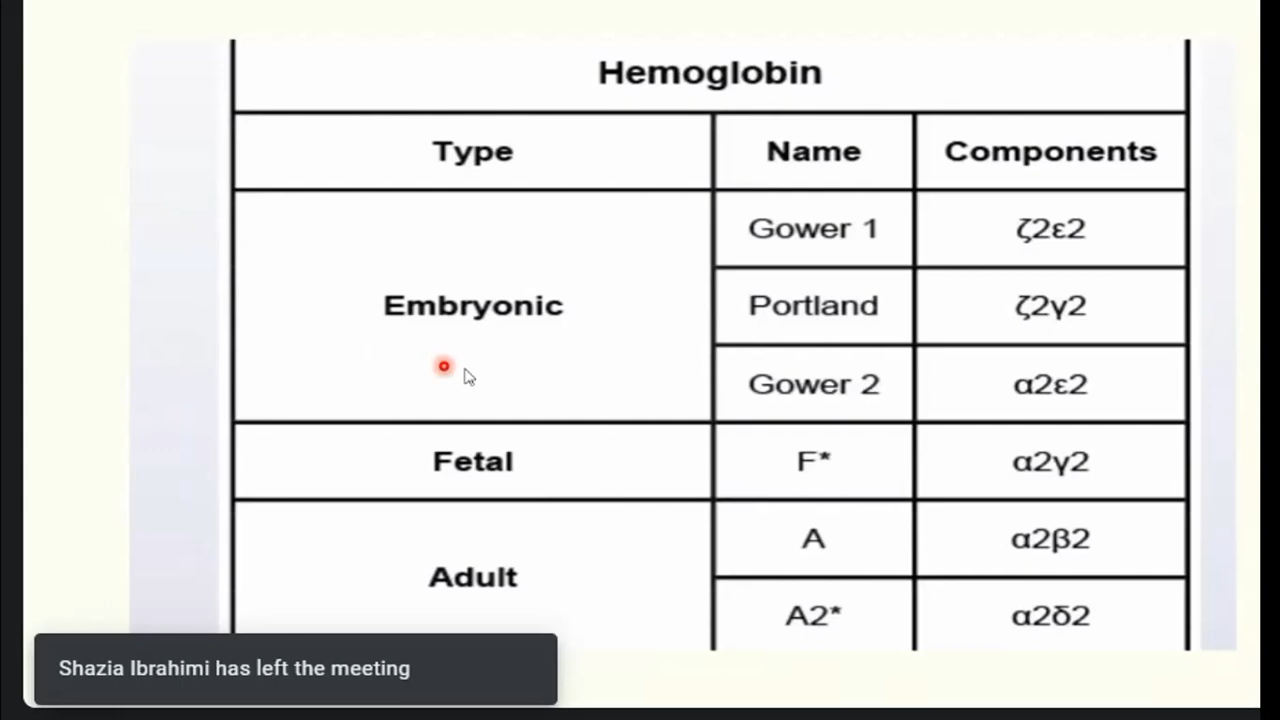 Hemoglobin
Type Name Components
Embryonic
Gower 1 ζ2ε2
Portland ζ2γ2
Gower 2 α2ε2
Fetal F* α2γ2
Adult
A α2β2
A2* α2δ2
Shazia Ibrahimi has left the meeting